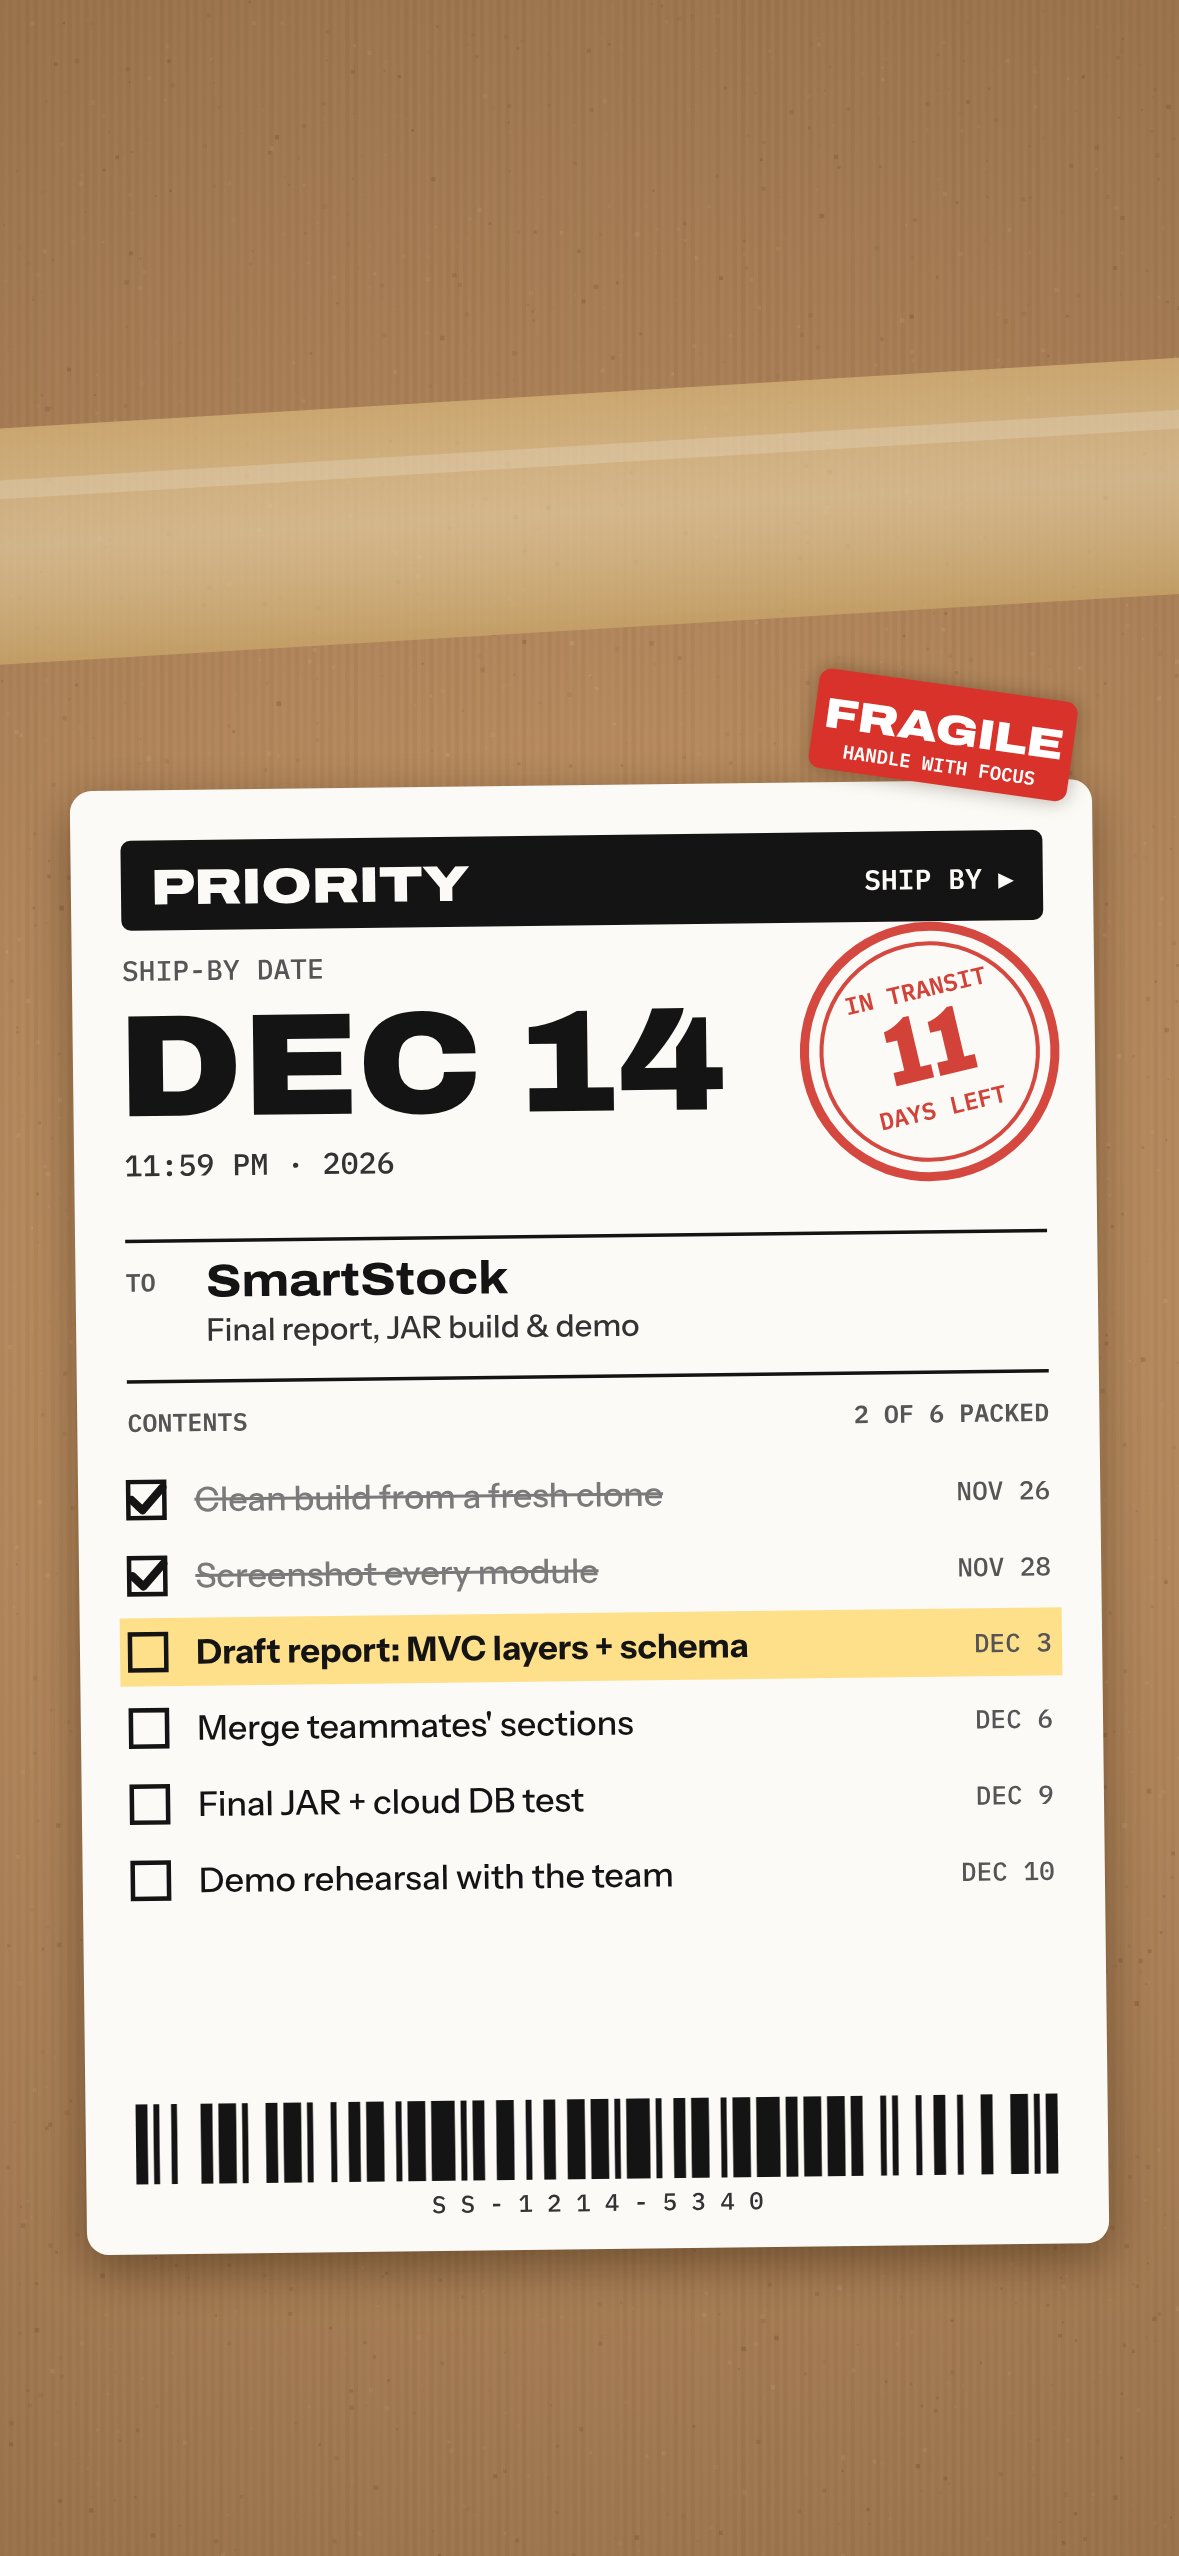 FRAGILE
HANDLE WITH FOCUS
PRIORITY
SHIP BY ▶
SHIP-BY DATE
DEC 14
11:59 PM · 2026
IN TRANSIT
11
DAYS LEFT
TO
SmartStock
Final report, JAR build & demo
CONTENTS
2 OF 6 PACKED
Clean build from a fresh clone NOV 26
Screenshot every module NOV 28
Draft report: MVC layers + schema DEC 3
Merge teammates' sections DEC 6
Final JAR + cloud DB test DEC 9
Demo rehearsal with the team DEC 10
SS-1214-5340